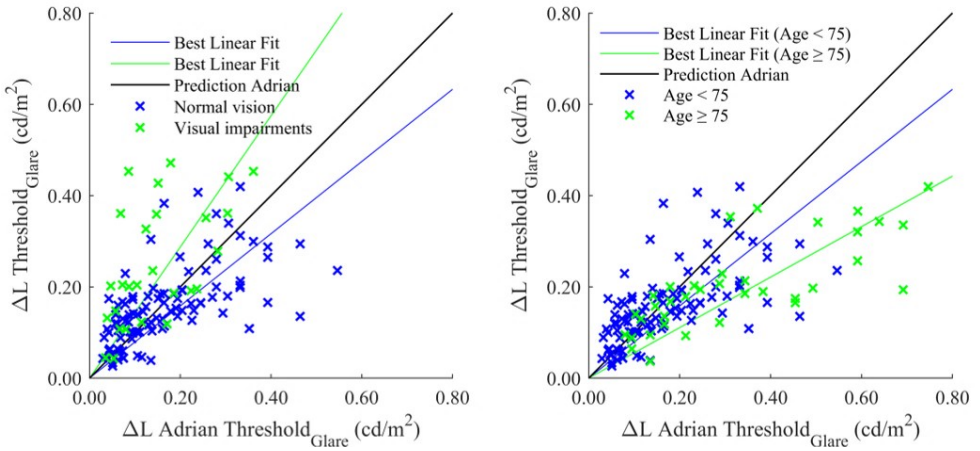 0.80
0.60
0.40
0.20
0.00
ΔL Threshold_Glare (cd/m²)
Best Linear Fit
Best Linear Fit
Prediction Adrian
Normal vision
Visual impairments
0.00 0.20 0.40 0.60 0.80
ΔL Adrian Threshold_Glare (cd/m²)
0.80
0.60
0.40
0.20
0.00
ΔL Threshold_Glare (cd/m²)
Best Linear Fit (Age < 75)
Best Linear Fit (Age ≥ 75)
Prediction Adrian
Age < 75
Age ≥ 75
0.00 0.20 0.40 0.60 0.80
ΔL Adrian Threshold_Glare (cd/m²)